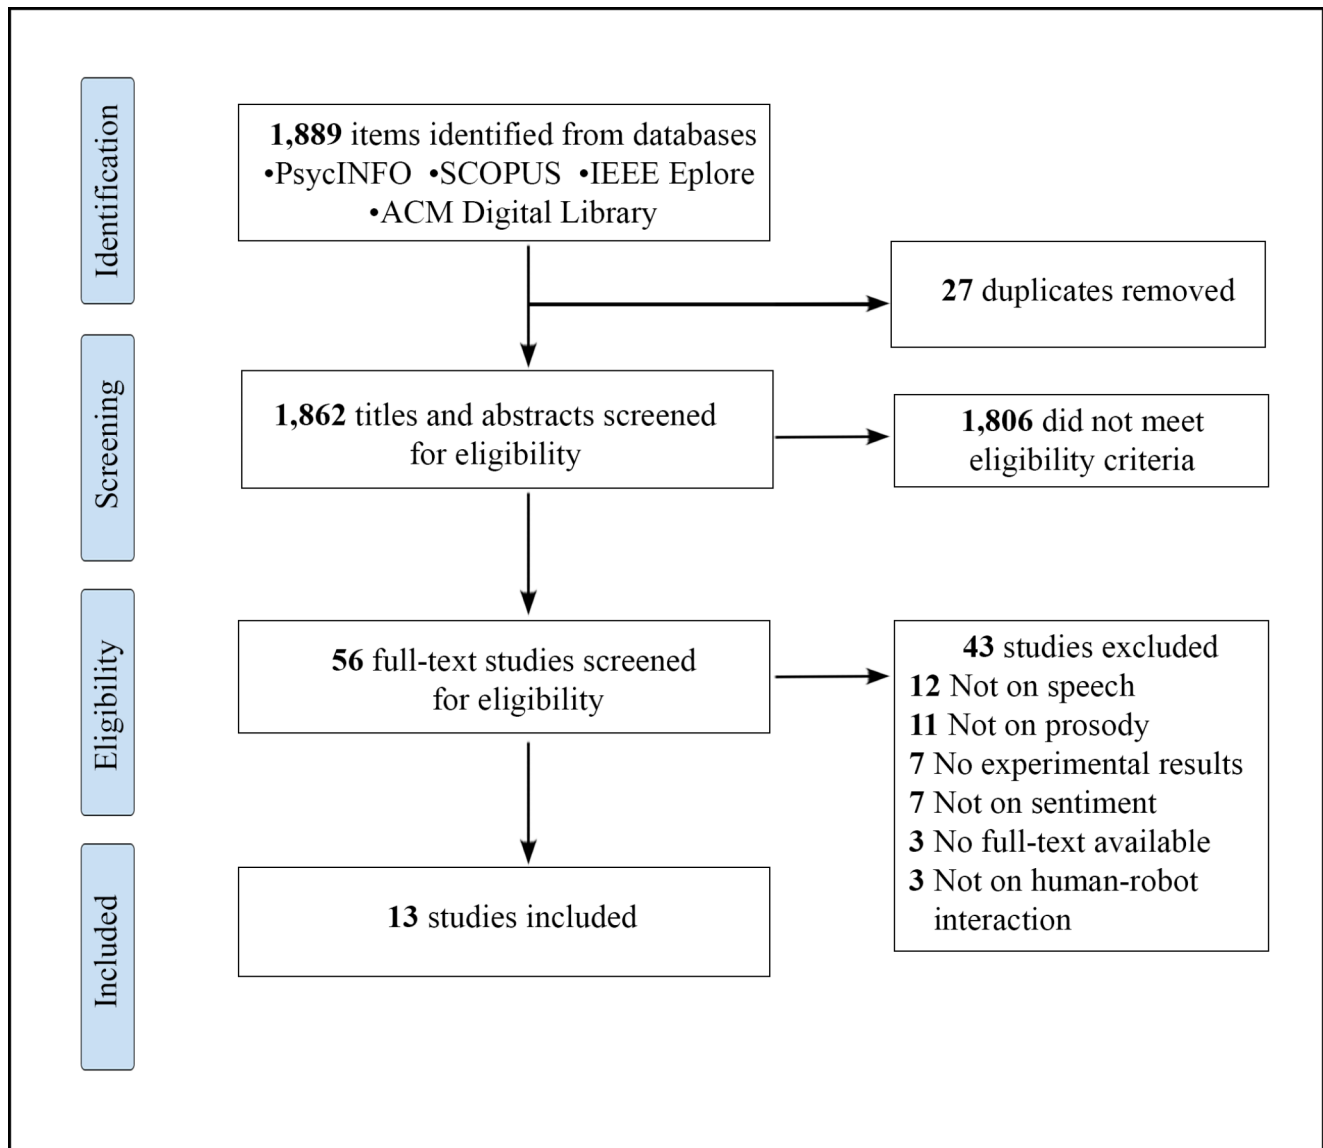 Identification
1,889 items identified from databases
•PsycINFO •SCOPUS •IEEE Eplore
•ACM Digital Library
27 duplicates removed
Screening
1,862 titles and abstracts screened
for eligibility
1,806 did not meet
eligibility criteria
Eligibility
56 full-text studies screened
for eligibility
43 studies excluded
12 Not on speech
11 Not on prosody
7 No experimental results
7 Not on sentiment
3 No full-text available
3 Not on human-robot
interaction
Included
13 studies included